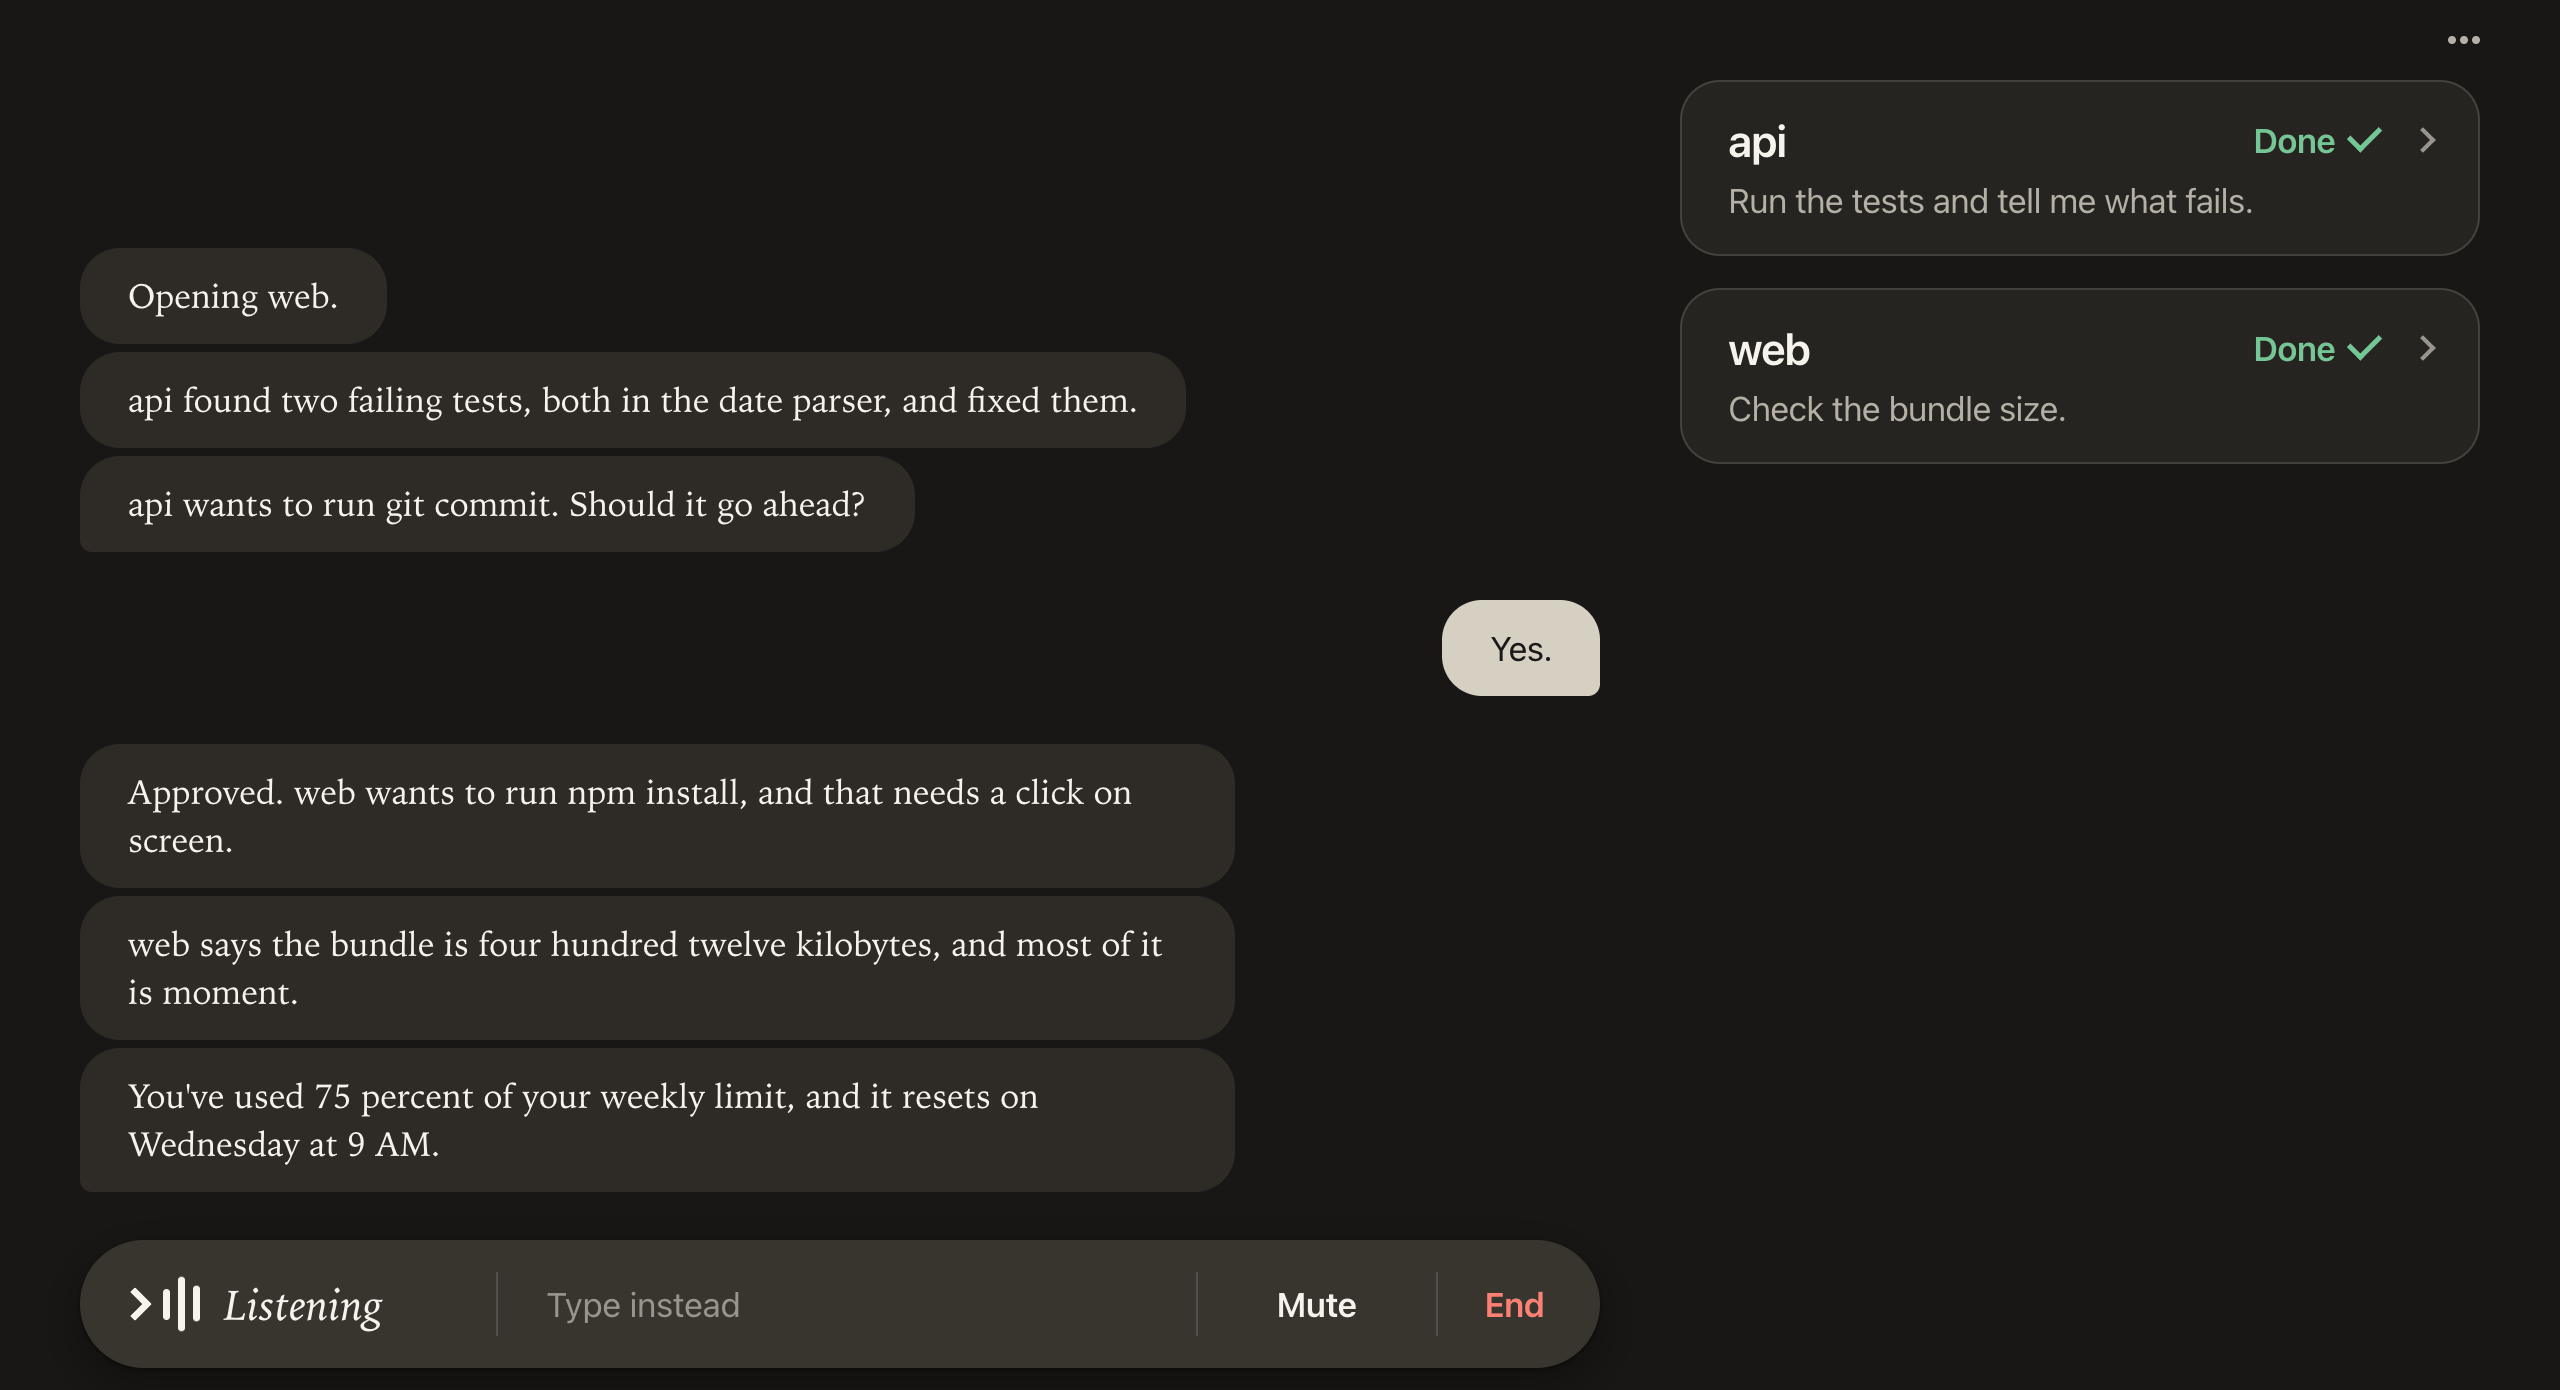 api
Done
Run the tests and tell me what fails.
web
Done
Check the bundle size.
Opening web.
api found two failing tests, both in the date parser, and fixed them.
api wants to run git commit. Should it go ahead?
Yes.
Approved. web wants to run npm install, and that needs a click on
screen.
web says the bundle is four hundred twelve kilobytes, and most of it
is moment.
You've used 75 percent of your weekly limit, and it resets on
Wednesday at 9 AM.
Listening
Type instead
Mute
End